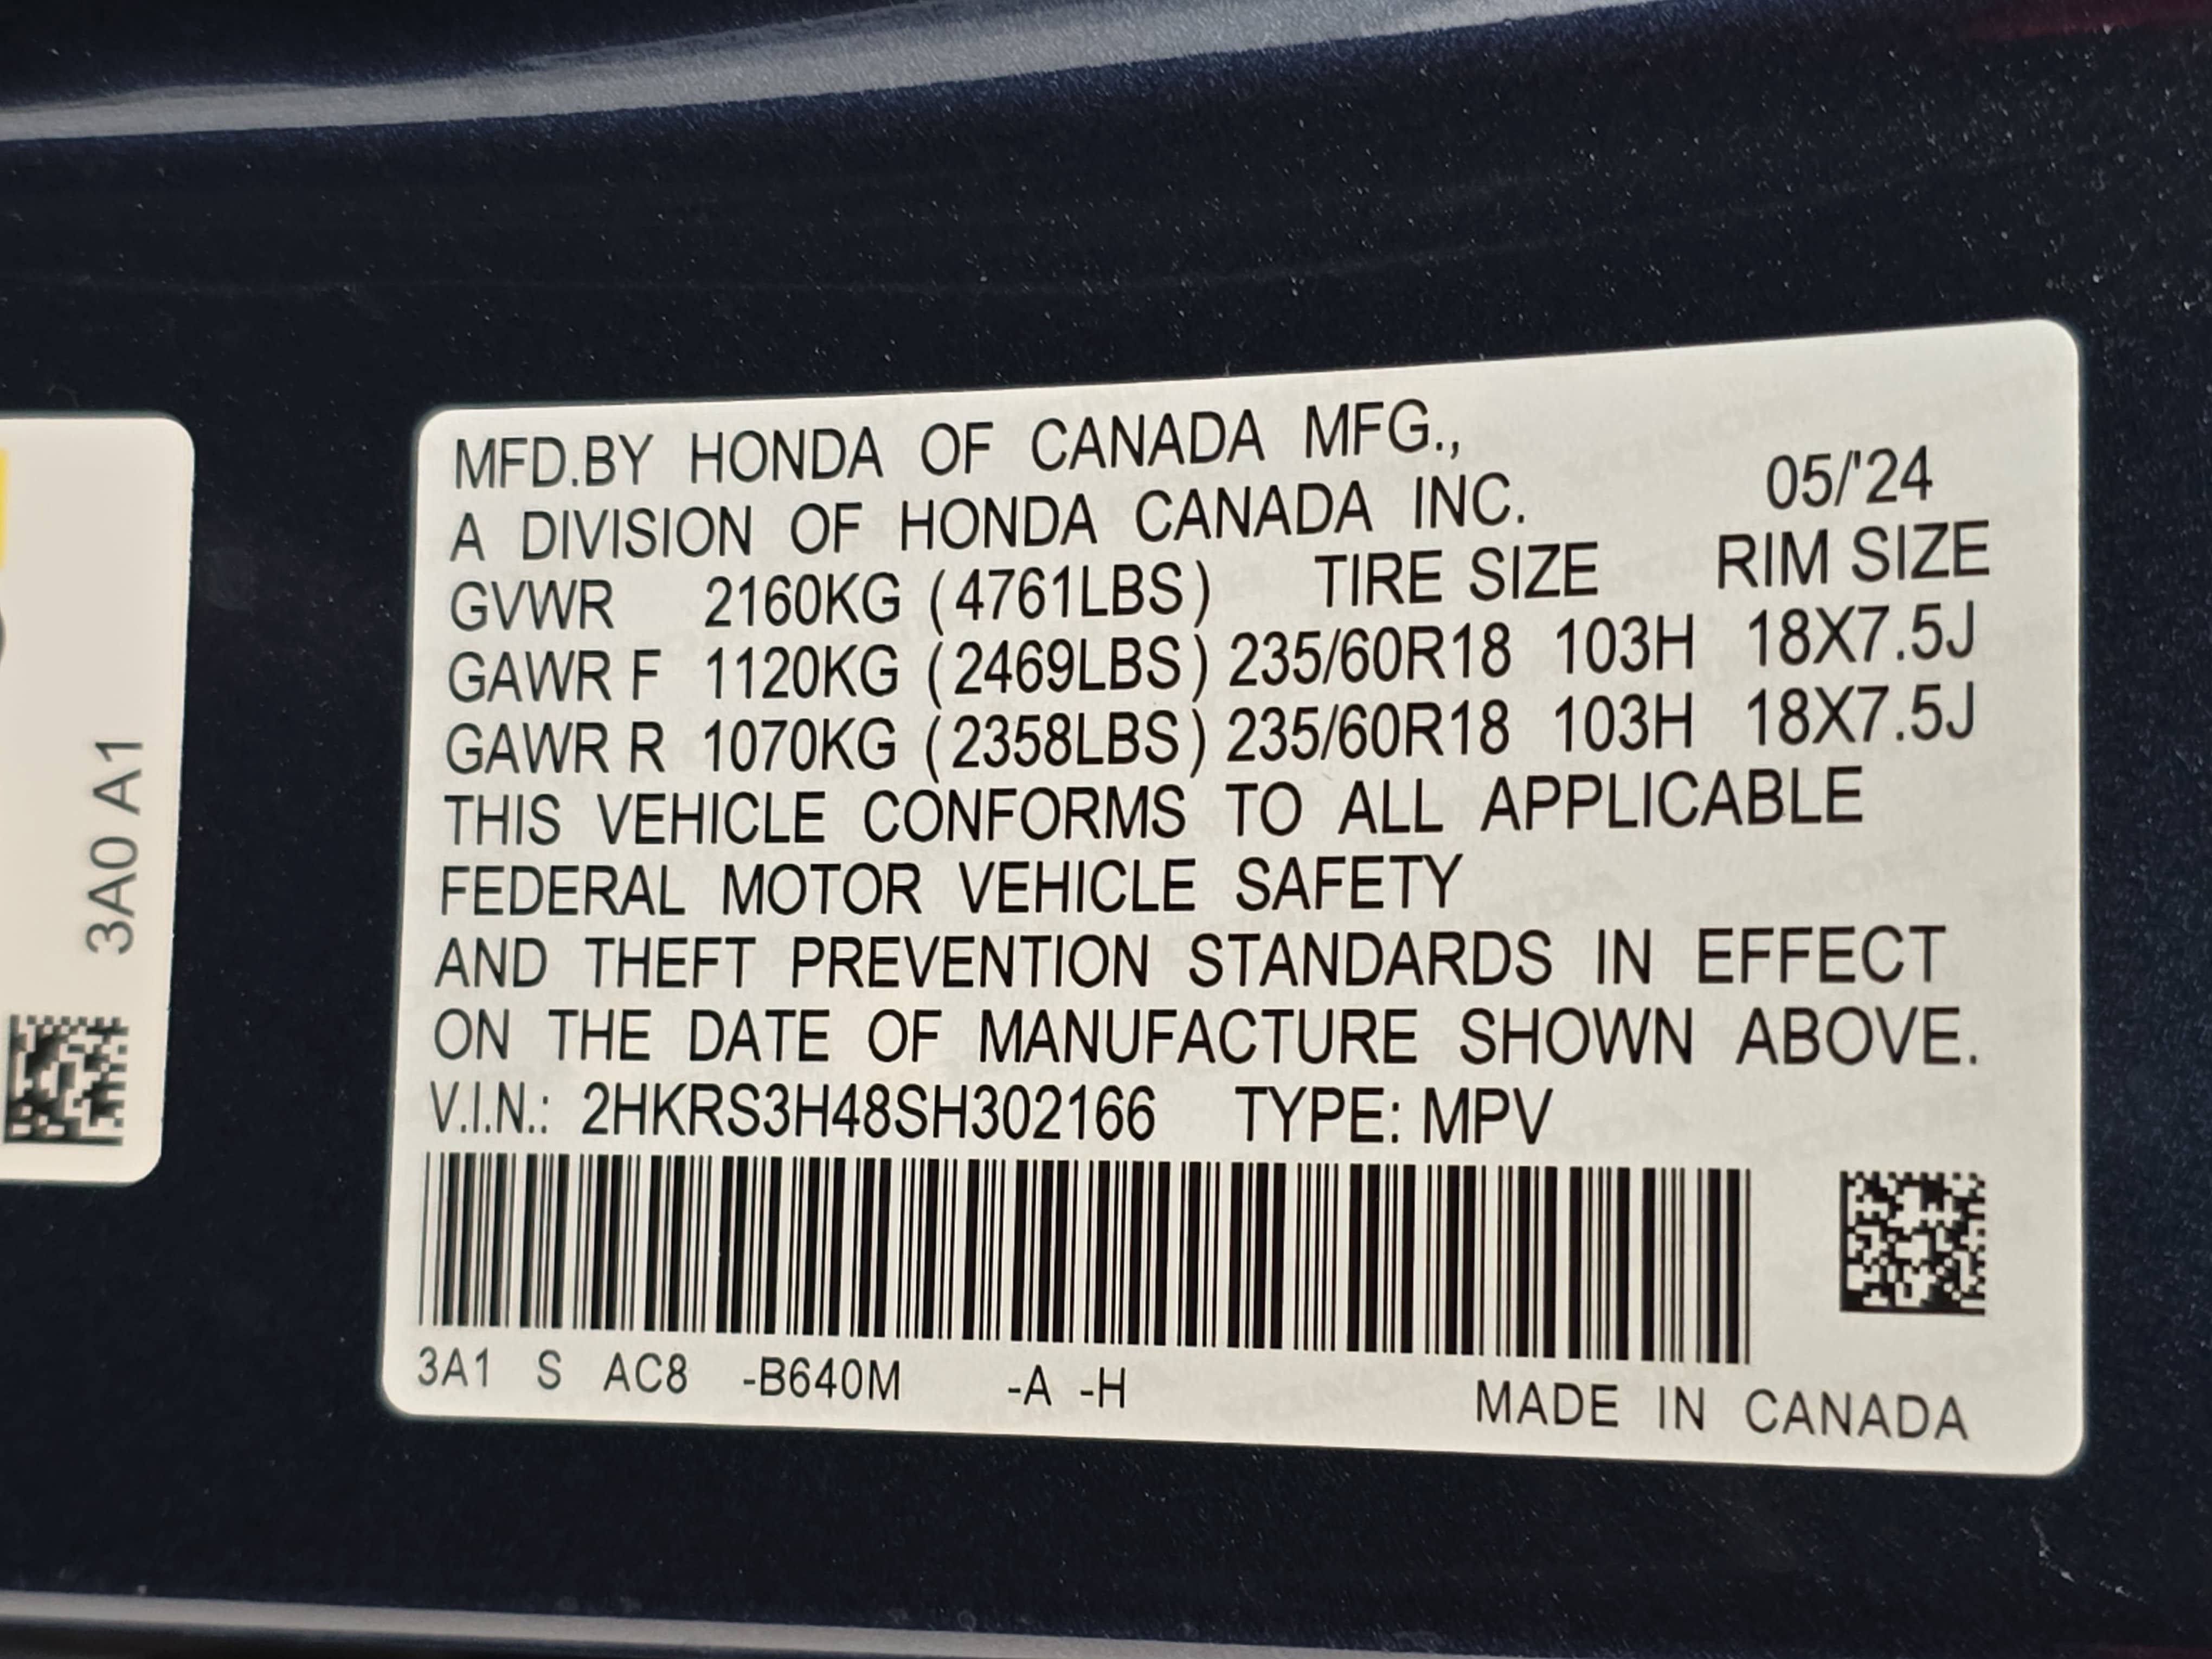 MFD.BY HONDA OF CANADA MFG.,
A DIVISION OF HONDA CANADA INC. 05/'24
GVWR 2160KG (4761LBS) TIRE SIZE RIM SIZE
GAWR F 1120KG (2469LBS) 235/60R18 103H 18X7.5J
GAWR R 1070KG (2358LBS) 235/60R18 103H 18X7.5J
THIS VEHICLE CONFORMS TO ALL APPLICABLE
FEDERAL MOTOR VEHICLE SAFETY
AND THEFT PREVENTION STANDARDS IN EFFECT
ON THE DATE OF MANUFACTURE SHOWN ABOVE.
V.I.N.: 2HKRS3H48SH302166 TYPE: MPV
3A1 S AC8 -B640M -A -H
MADE IN CANADA
3A0 A1